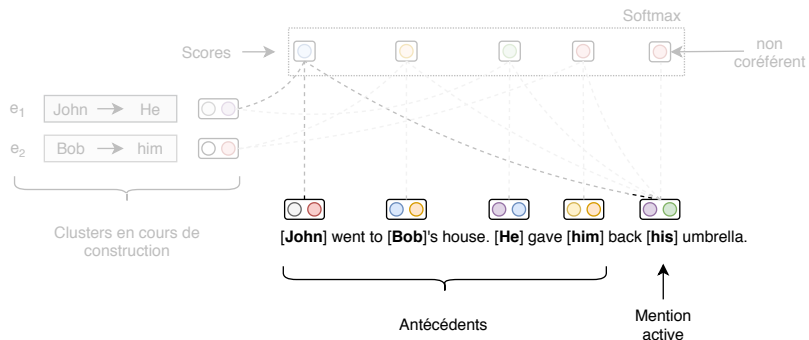 Softmax
Scores
non
coréférent
e1
John
He
e2
Bob
him
Clusters en cours de
construction
[John] went to [Bob]'s house. [He] gave [him] back [his] umbrella.
Antécédents
Mention
active